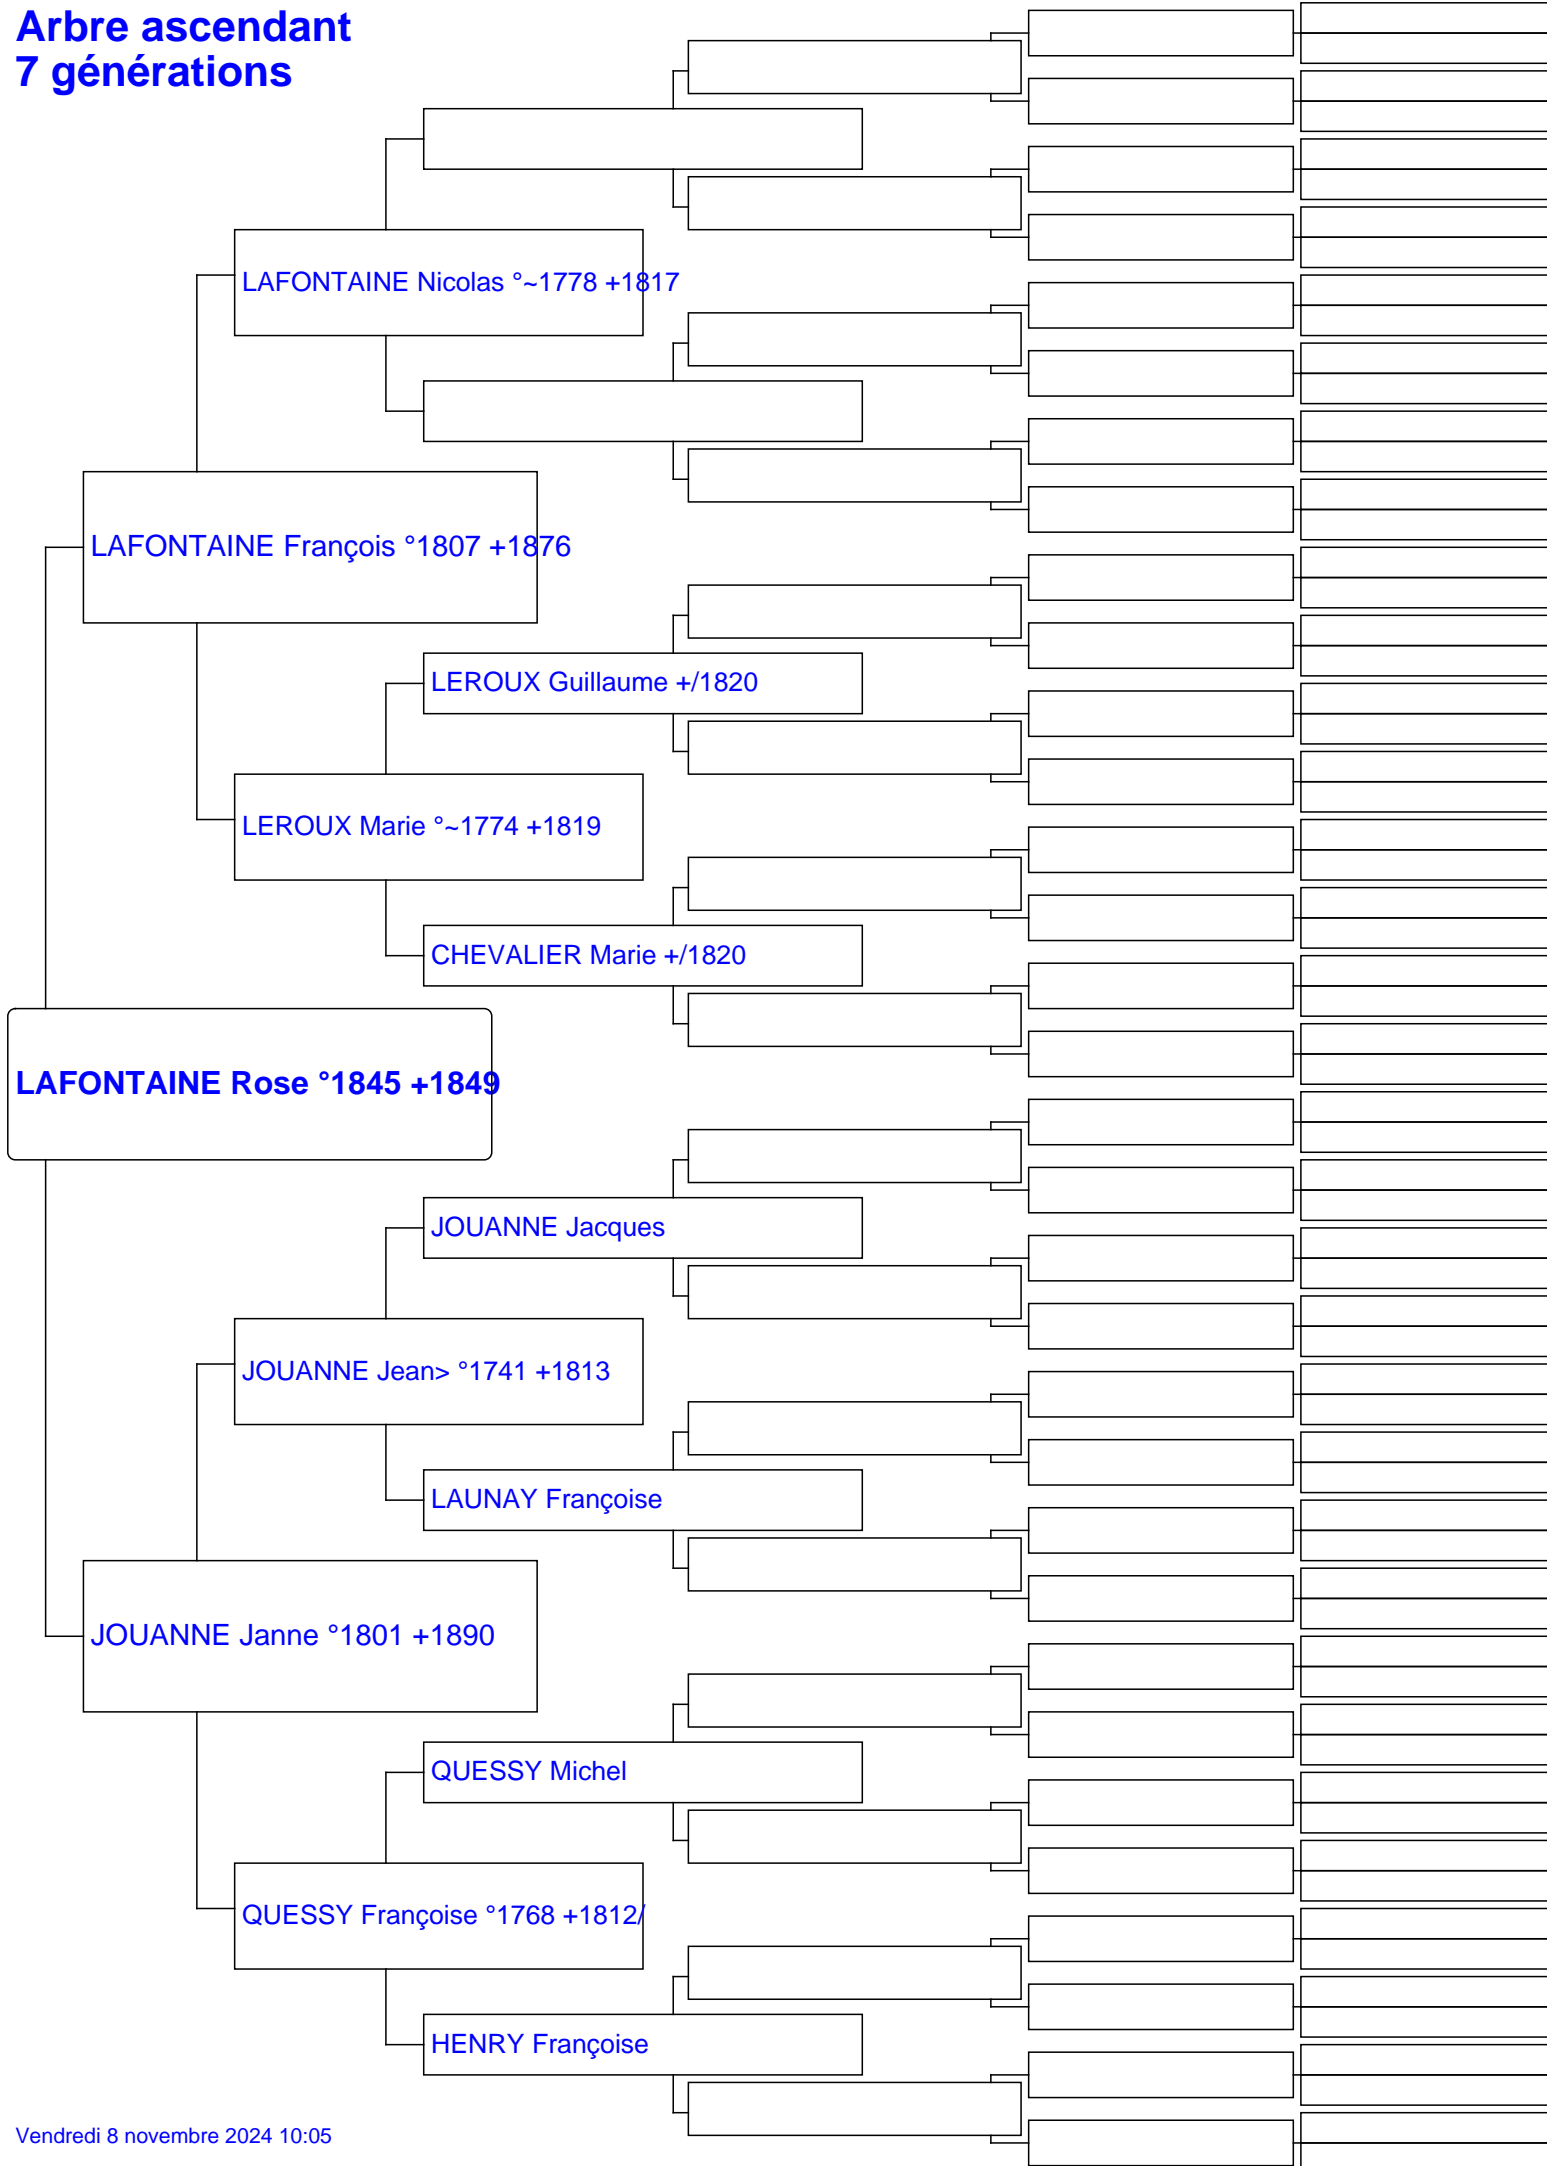 Arbre ascendant
7 générations
LAFONTAINE Nicolas °~1778 +1817
LAFONTAINE François °1807 +1876
LEROUX Guillaume +/1820
LEROUX Marie °~1774 +1819
CHEVALIER Marie +/1820
LAFONTAINE Rose °1845 +1849
JOUANNE Jacques
JOUANNE Jean> °1741 +1813
LAUNAY Françoise
JOUANNE Janne °1801 +1890
QUESSY Michel
QUESSY Françoise °1768 +1812/
HENRY Françoise
Vendredi 8 novembre 2024 10:05